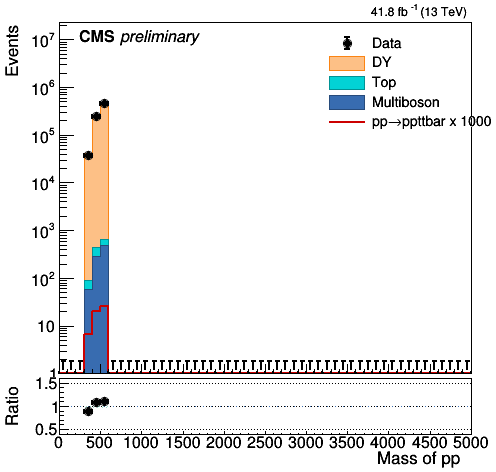 41.8 fb⁻¹ (13 TeV)
CMS preliminary
Events
10⁷
10⁶
10⁵
10⁴
10³
10²
10
1
Data
DY
Top
Multiboson
pp→ppttbar x 1000
Ratio
1.5
1
0.5
0 500 1000 1500 2000 2500 3000 3500 4000 4500 5000
Mass of pp